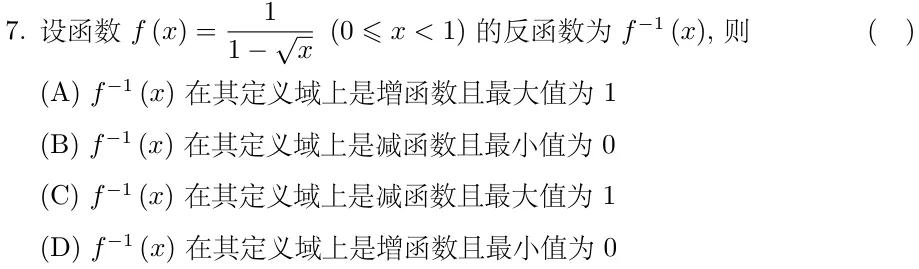 7. 设函数 f(x) = \frac{1}{1-\sqrt{x}} (0 ⩽ x < 1) 的反函数为 f⁻¹(x), 则 ( )
(A) f⁻¹(x) 在其定义域上是增函数且最大值为 1
(B) f⁻¹(x) 在其定义域上是减函数且最小值为 0
(C) f⁻¹(x) 在其定义域上是减函数且最大值为 1
(D) f⁻¹(x) 在其定义域上是增函数且最小值为 0